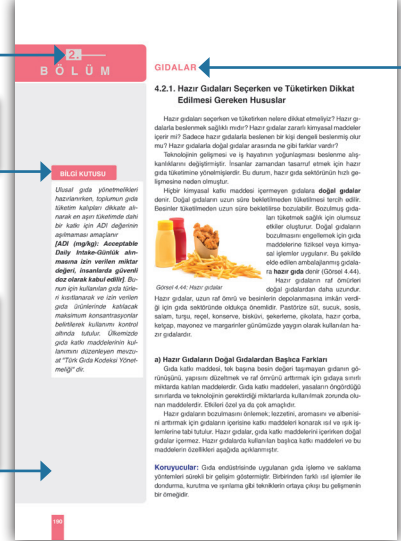 2.
BÖLÜM
GIDALAR
4.2.1. Hazır Gıdaları Seçerken ve Tüketirken Dikkat
Edilmesi Gereken Hususlar
Hazır gıdaları seçerken ve tüketirken nelere dikkat etmeliyiz? Hazır gı-
dalarla beslenmek sağlıklı mıdır? Hazır gıdalar zararlı kimyasal maddeler
içerir mi? Sadece hazır gıdalarla beslenen bir kişi dengeli beslenmiş olur
mu? Hazır gıdalarla doğal gıdalar arasında ne gibi farklar vardır?
Teknolojinin gelişmesi ve iş hayatının yoğunlaşması beslenme alış-
kanlıklarını değiştirmiştir. İnsanlar zamandan tasarruf etmek için hazır
gıda tüketimine yönelmişlerdir. Bu durum, hazır gıda sektörünün hızlı ge-
lişmesine neden olmuştur.
Hiçbir kimyasal katkı maddesi içermeyen gıdalara doğal gıdalar
denir. Doğal gıdaların uzun süre bekletilmeden tüketilmesi tercih edilir.
Besinler tüketilmeden uzun süre bekletilirse bozulabilir. Bozulmuş gıda-
ları tüketmek sağlık için olumsuz
etkiler oluşturur. Doğal gıdaların
bozulmasını engellemek için gıda
maddelerine fiziksel veya kimya-
sal işlemler uygulanır. Bu şekilde
elde edilen ambalajlanmış gıdala-
ra hazır gıda denir (Görsel 4.44).
Hazır gıdaların raf ömürleri
doğal gıdalardan daha uzundur.
Görsel 4.44: Hazır gıdalar
Hazır gıdalar, uzun raf ömrü ve besinlerin depolanmasına imkân verdi-
ği için gıda sektöründe oldukça önemlidir. Pastörize süt, sucuk, sosis,
salam, turşu, reçel, konserve, bisküvi, şekerleme, çikolata, hazır çorba,
ketçap, mayonez ve margarinler günümüzde yaygın olarak kullanılan ha-
zır gıdalardır.
a) Hazır Gıdaların Doğal Gıdalardan Başlıca Farkları
Gıda katkı maddesi, tek başına besin değeri taşımayan gıdanın gö-
rünüşünü, yapısını düzeltmek ve raf ömrünü arttırmak için gıdaya sınırlı
miktarda katılan maddelerdir. Gıda katkı maddeleri, yasaların öngördüğü
sınırlarda ve teknolojinin gerektirdiği miktarlarda kullanılmak zorunda olu-
nan maddelerdir. Etkileri özel ya da çok amaçlıdır.
Hazır gıdaların bozulmasını önlemek; lezzetini, aromasını ve albenisi-
ni arttırmak için gıdaların içerisine katkı maddeleri konarak ısıl ve ışık iş-
lemlerine tabi tutulur. Hazır gıdalar, gıda katkı maddelerini içerirken doğal
gıdalar içermez. Hazır gıdalarda kullanılan başlıca katkı maddeleri ve bu
maddelerin özellikleri aşağıda açıklanmıştır.
Koruyucular: Gıda endüstrisinde uygulanan gıda işleme ve saklama
yöntemleri sürekli bir gelişim göstermiştir. Birbirinden farklı ısıl işlemler ile
dondurma, kurutma ve ışınlama gibi tekniklerin ortaya çıkışı bu gelişmenin
bir örneğidir.
BİLGİ KUTUSU
Ulusal gıda yönetmelikleri
hazırlanırken, toplumun gıda
tüketim kalıpları dikkate alı-
narak en aşırı tüketimde dahi
bir katkı için ADI değerinin
aşılmaması amaçlanır
[ADI (mg/kg): Acceptable
Daily Intake-Günlük alın-
masına izin verilen miktar
değeri, insanlarda güvenli
doz olarak kabul edilir]. Bu-
nun için kullanılan gıda türle-
ri kısıtlanarak ve izin verilen
gıda ürünlerinde katılacak
maksimum konsantrasyonlar
belirtilerek kullanımı kontrol
altında tutulur. Ülkemizde
gıda katkı maddelerinin kul-
lanımını düzenleyen mevzu-
at "Türk Gıda Kodeksi Yönet-
meliği" dir.
190